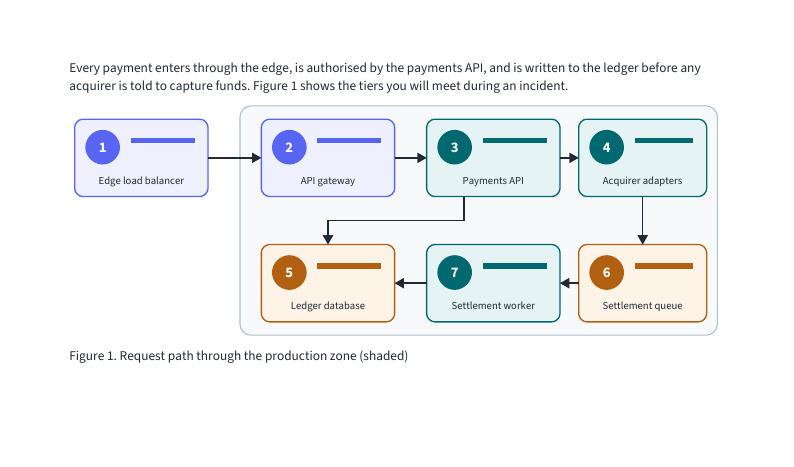 Every payment enters through the edge, is authorised by the payments API, and is written to the ledger before any
acquirer is told to capture funds. Figure 1 shows the tiers you will meet during an incident.
1
Edge load balancer
2
API gateway
3
Payments API
4
Acquirer adapters
5
Ledger database
7
Settlement worker
6
Settlement queue
Figure 1. Request path through the production zone (shaded)